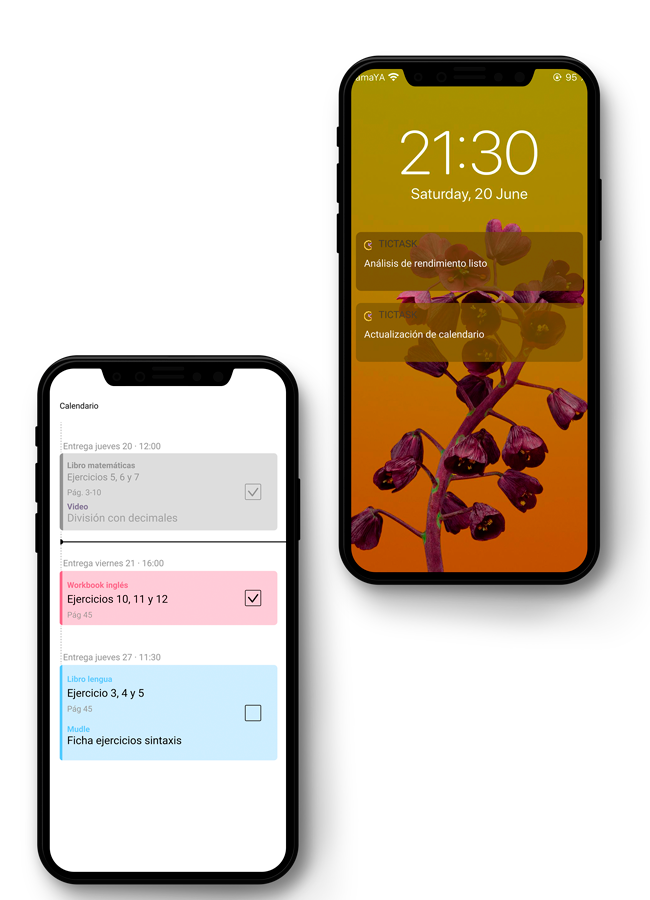 amaYA
95
21:30
Saturday, 20 June
TICTASK
Análisis de rendimiento listo
TICTASK
Actualización de calendario
Calendario
Entrega jueves 20 · 12:00
Libro matemáticas
Ejercicios 5, 6 y 7
Pág. 3-10
Video
División con decimales
Entrega viernes 21 · 16:00
Workbook inglés
Ejercicios 10, 11 y 12
Pág 45
Entrega jueves 27 · 11:30
Libro lengua
Ejercicio 3, 4 y 5
Pág 45
Mudle
Ficha ejercicios sintaxis